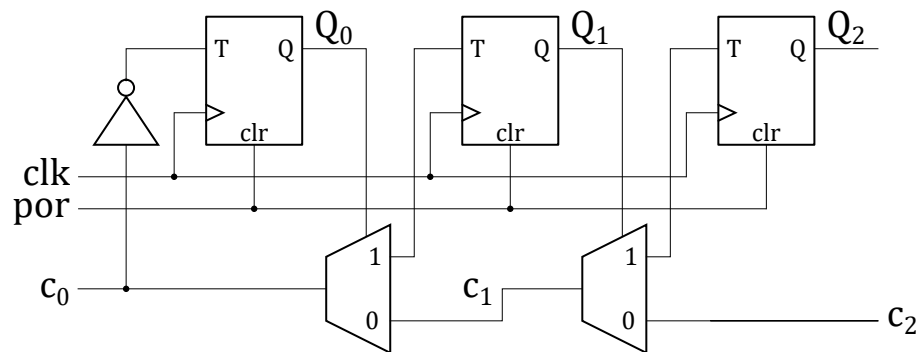 Q0 Q1 Q2
T Q T Q T Q
clr clr clr
clk
por
1 1
c0 c1
0 0 c2